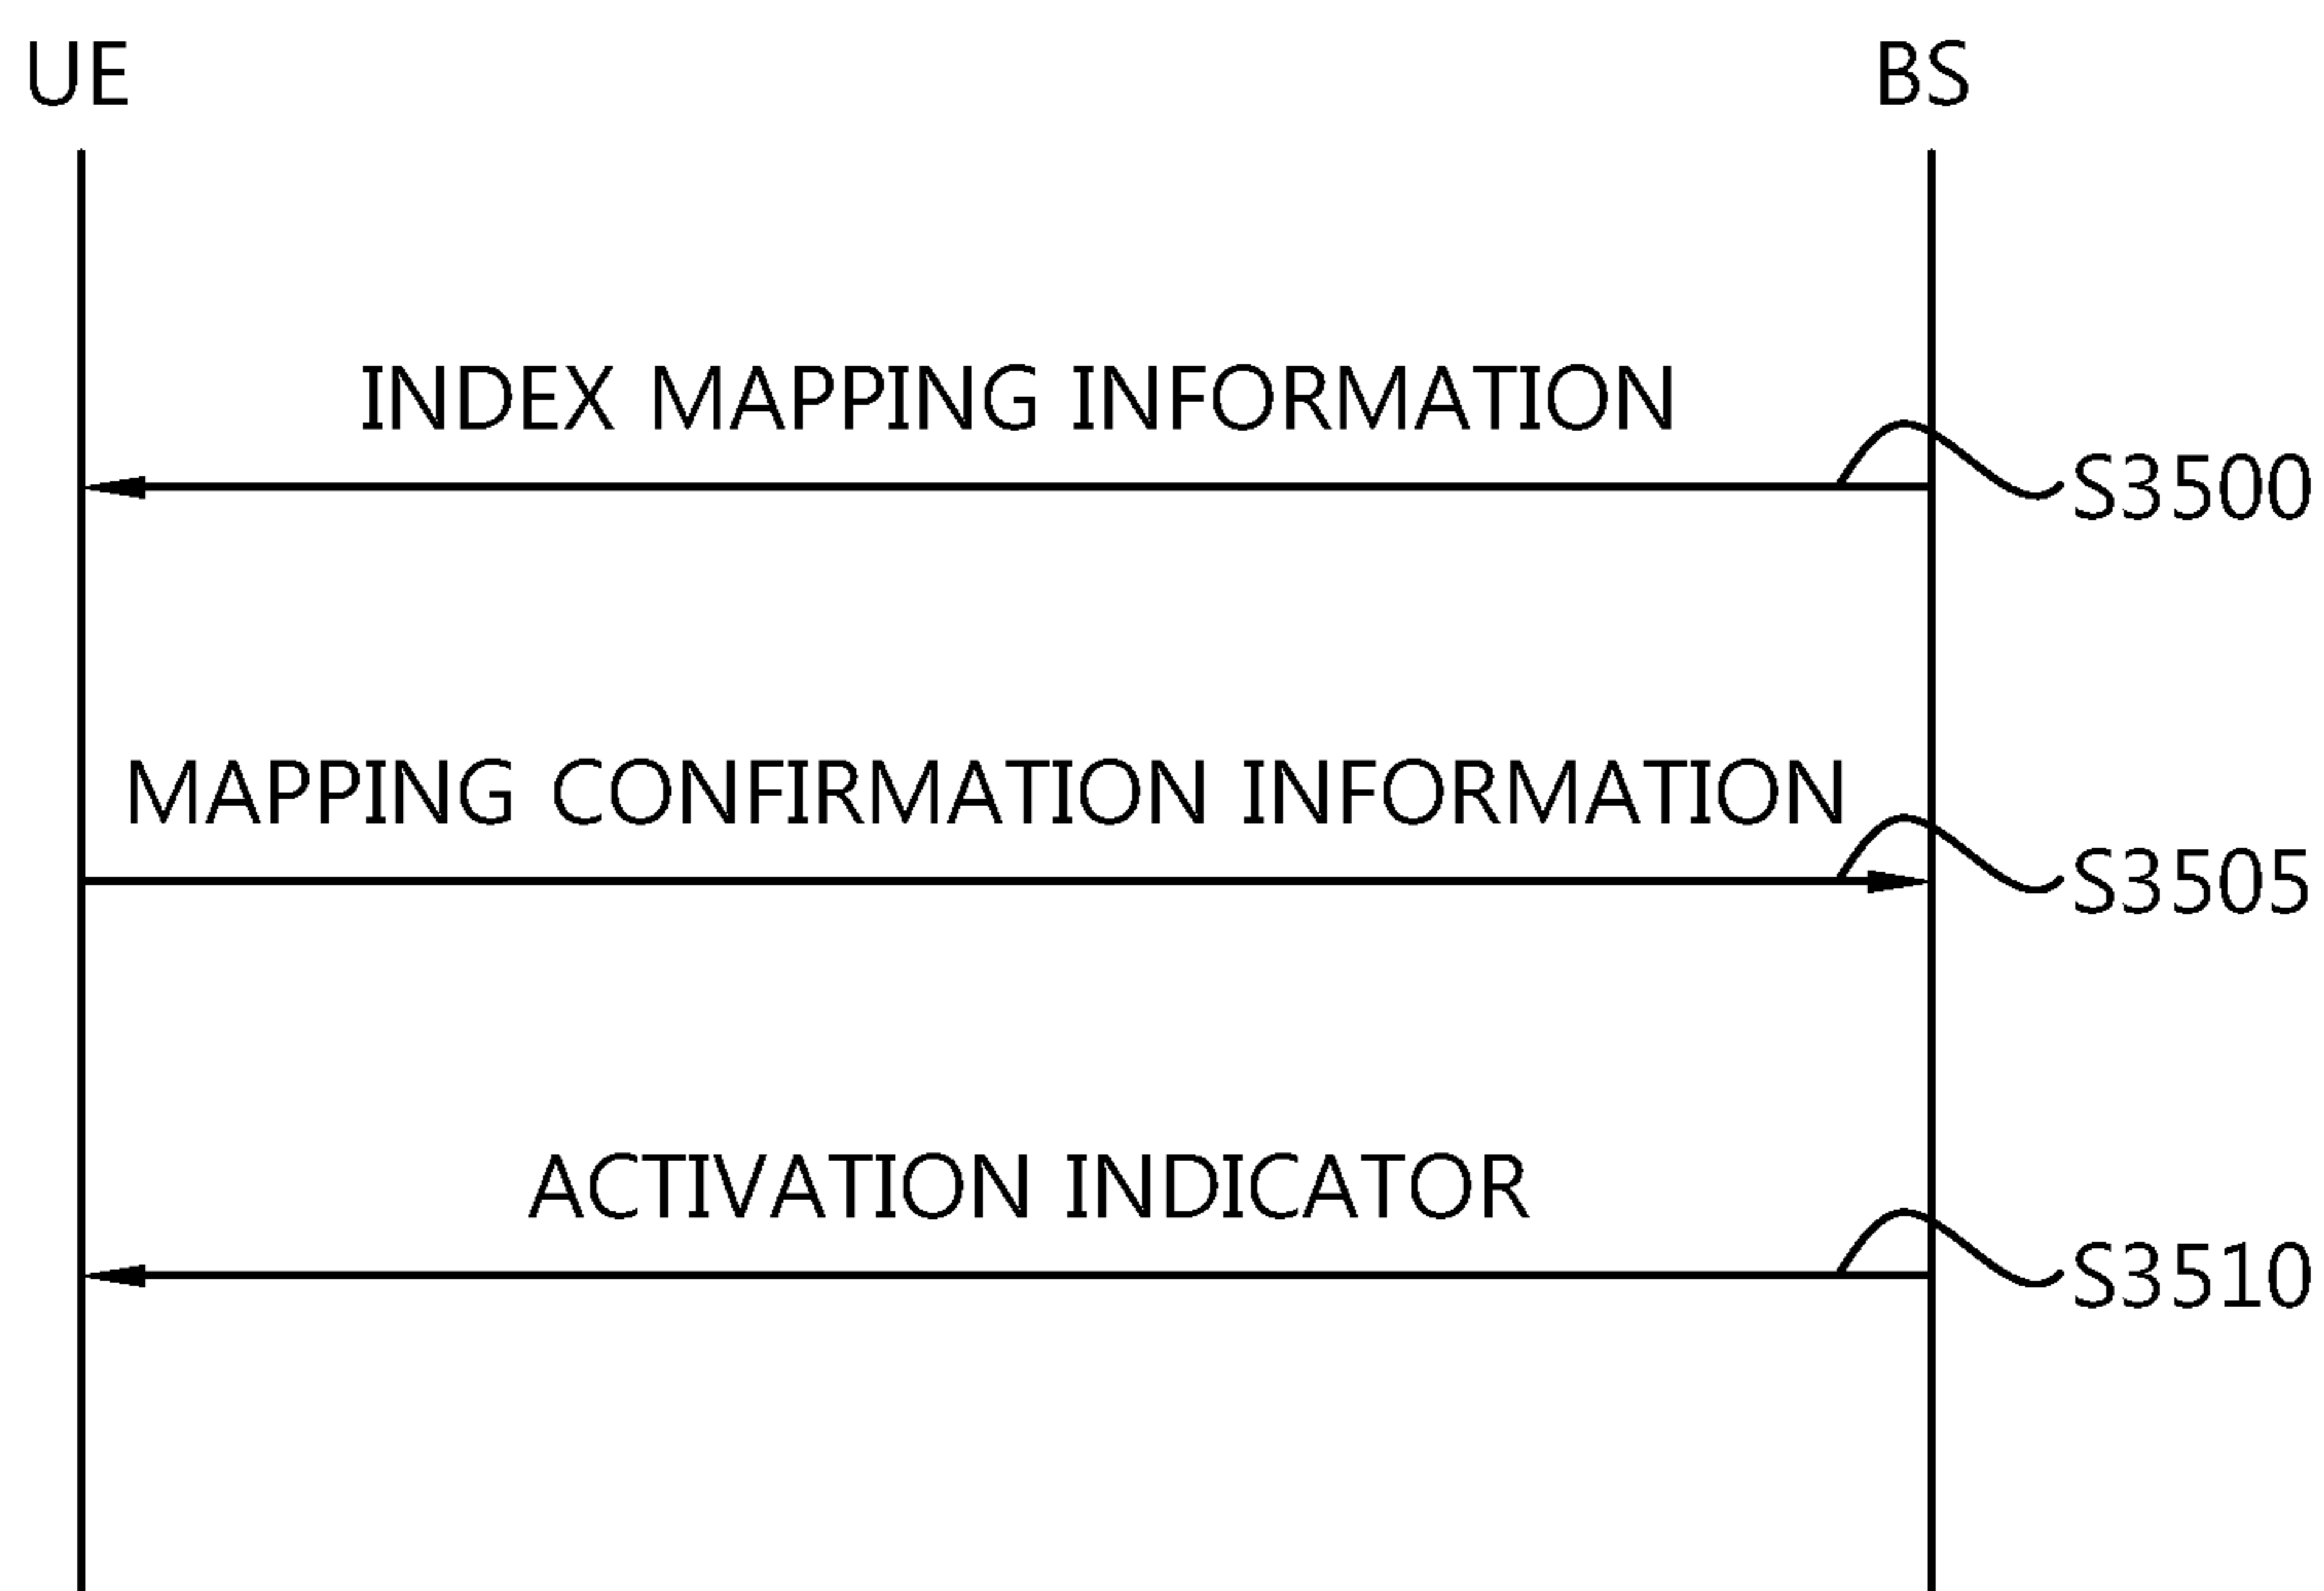 UE
BS
INDEX MAPPING INFORMATION
S3500
MAPPING CONFIRMATION INFORMATION
S3505
ACTIVATION INDICATOR
S3510